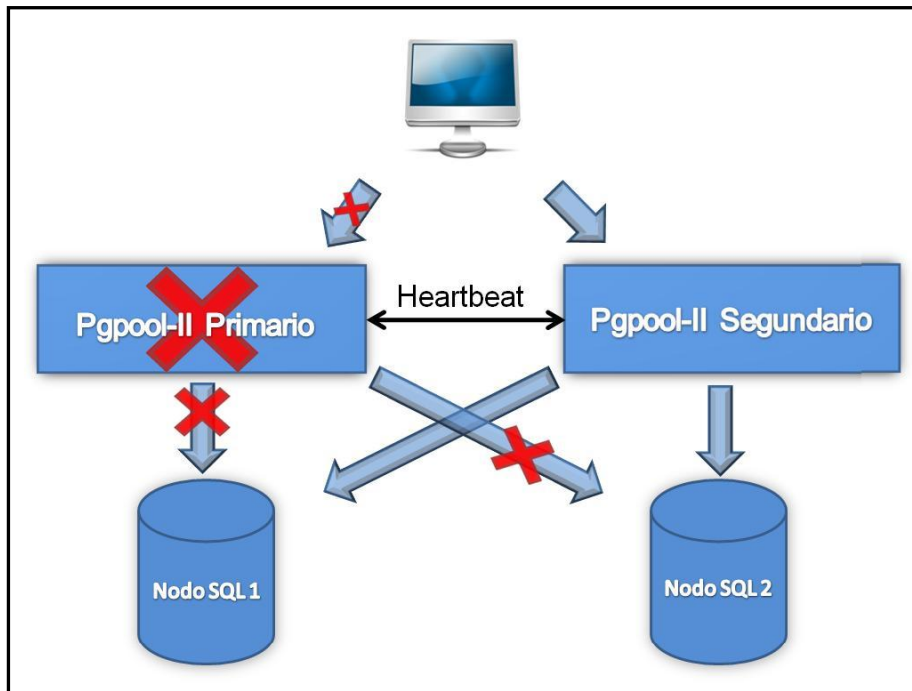 Heartbeat
Pgpool-II Primario
Pgpool-II Segundario
Nodo SQL 1
Nodo SQL 2